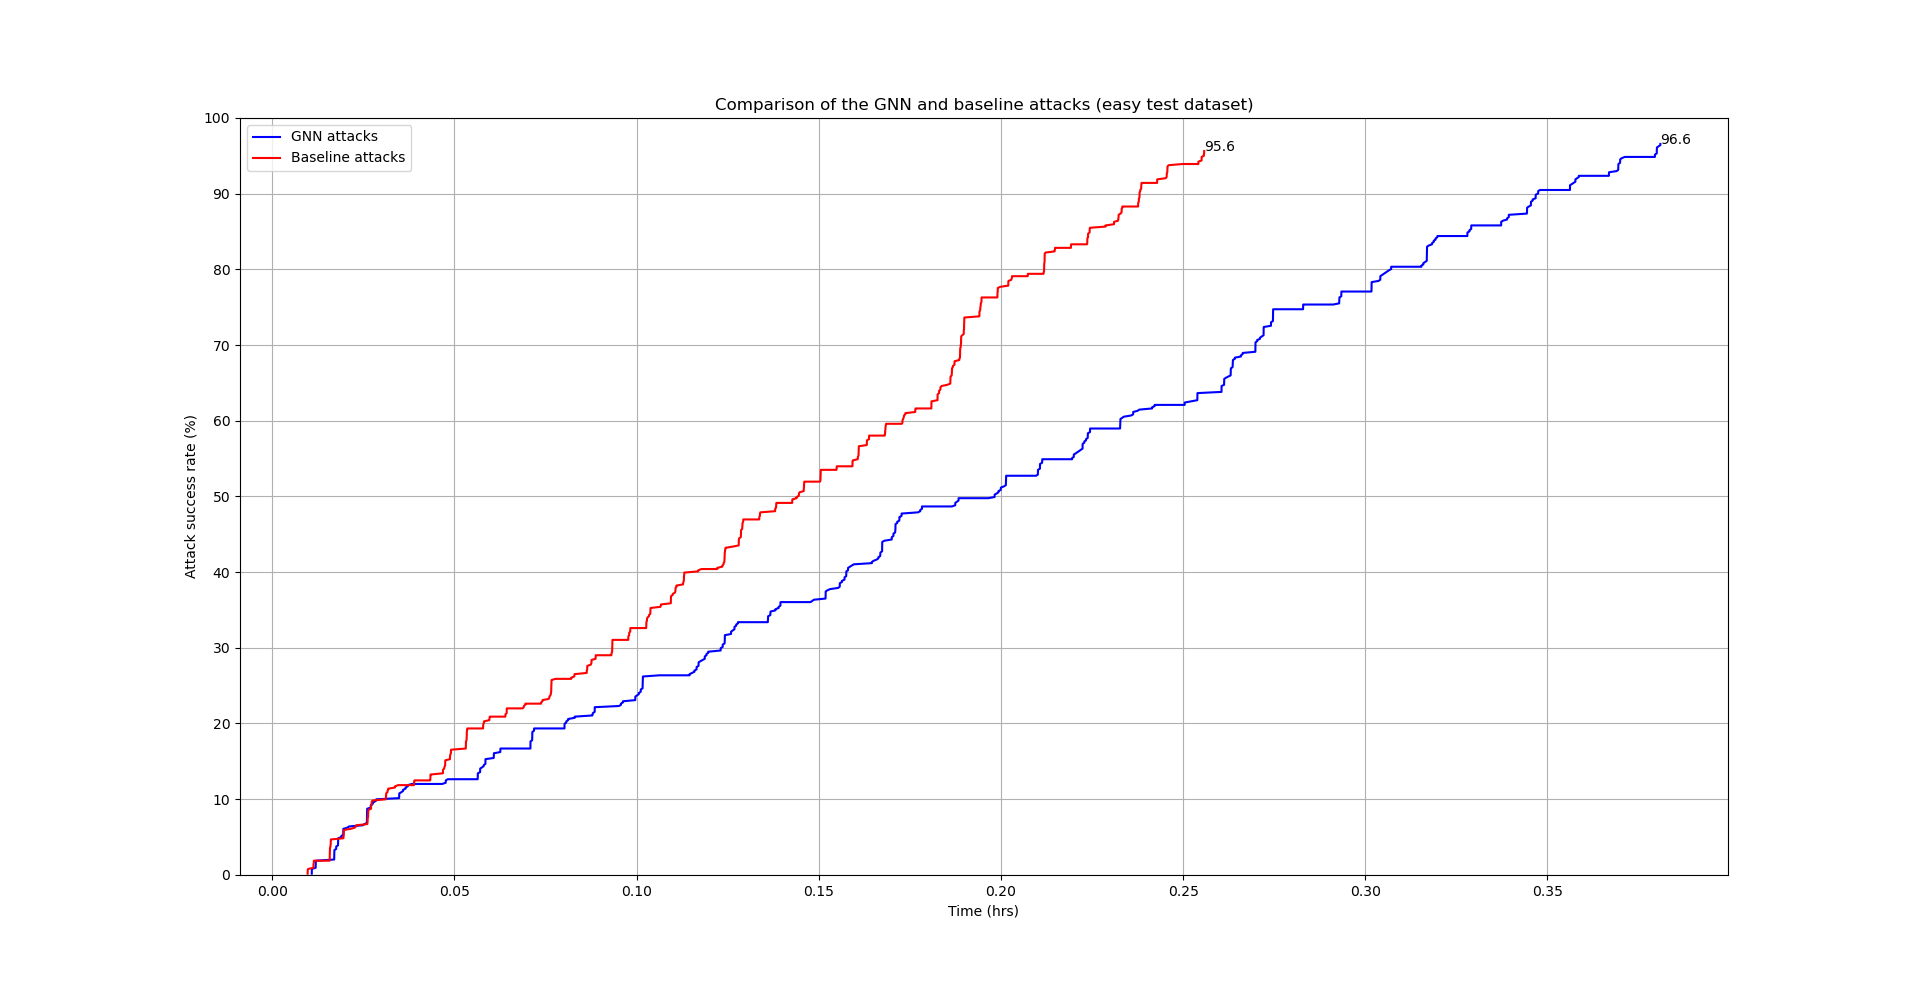 Comparison of the GNN and baseline attacks (easy test dataset)
GNN attacks
Baseline attacks
95.6
96.6
Attack success rate (%)
100
90
80
70
60
50
40
30
20
10
0
0.00 0.05 0.10 0.15 0.20 0.25 0.30 0.35
Time (hrs)